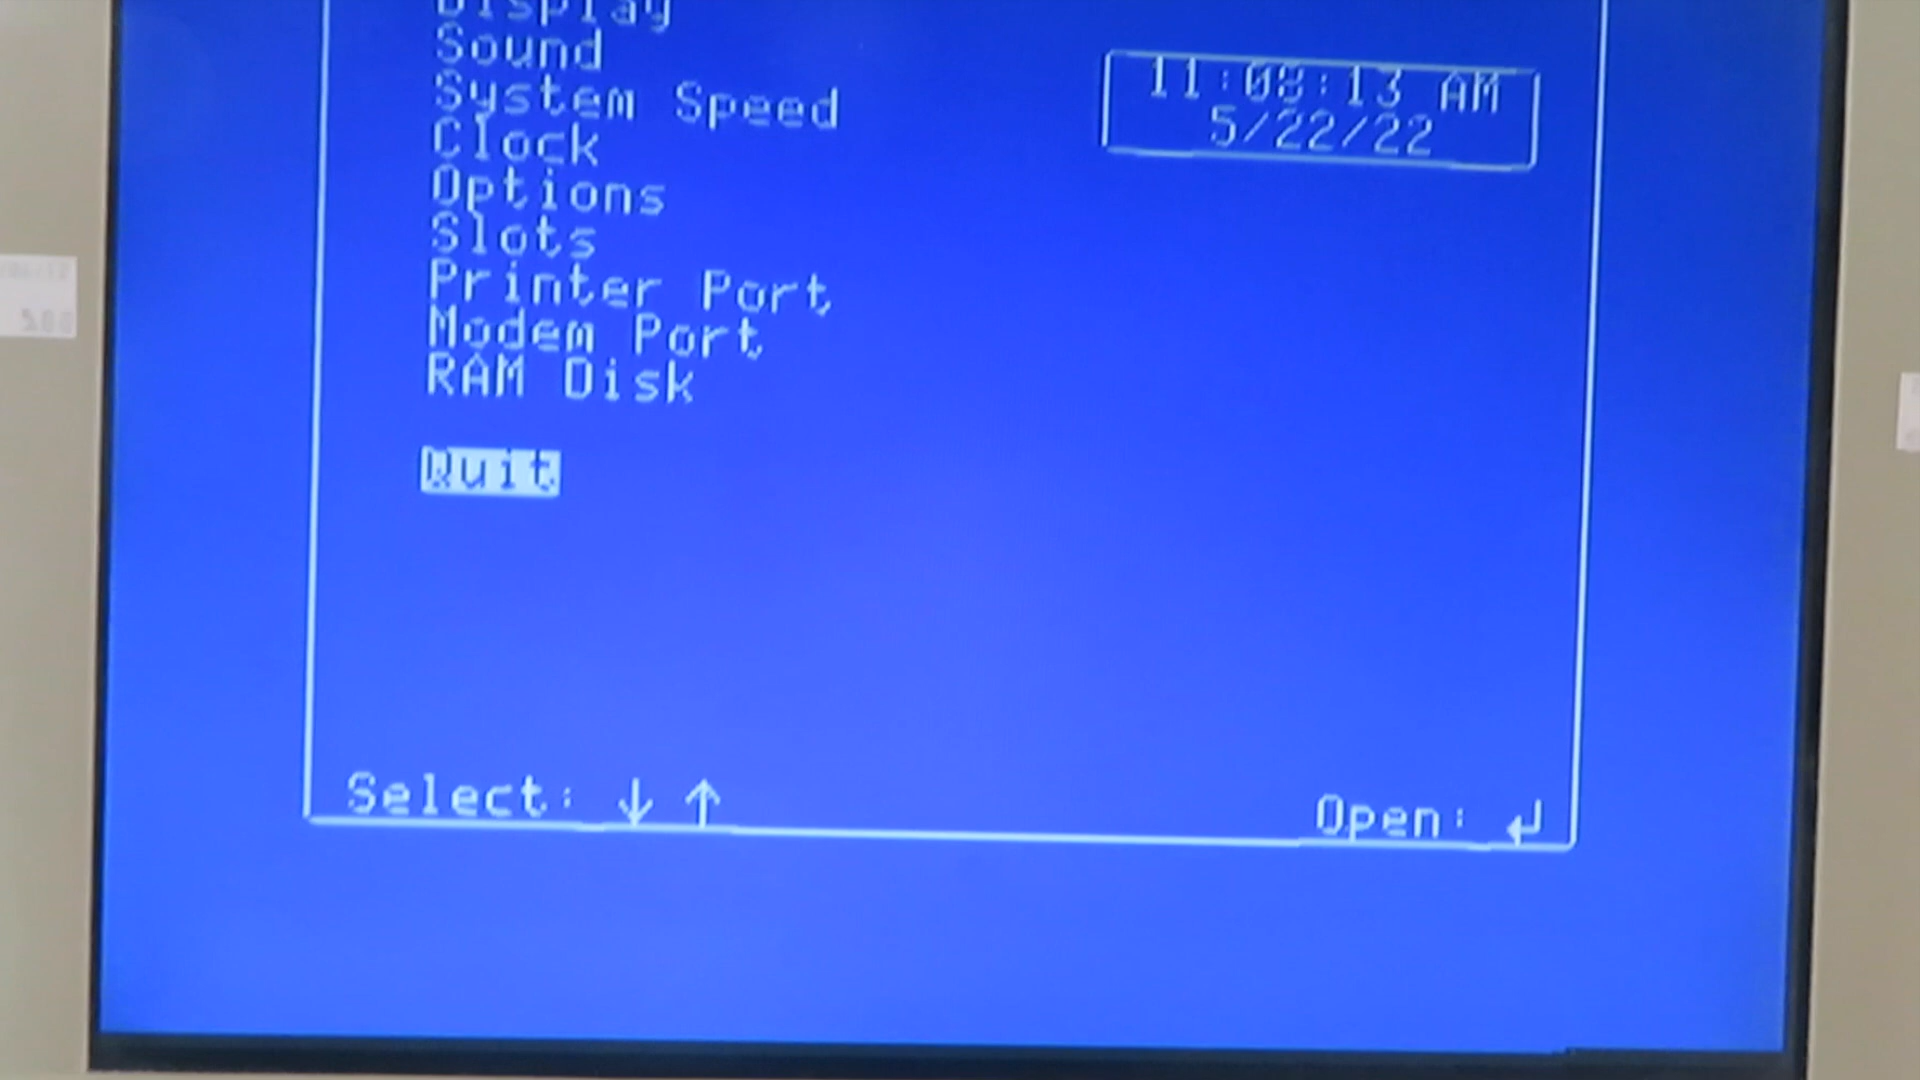 Display
Sound
System Speed
Clock
Options
Slots
Printer Port
Modem Port
RAM Disk
Quit
11:08:13 AM
5/22/22
Select: ↓ ↑
Open: ↵